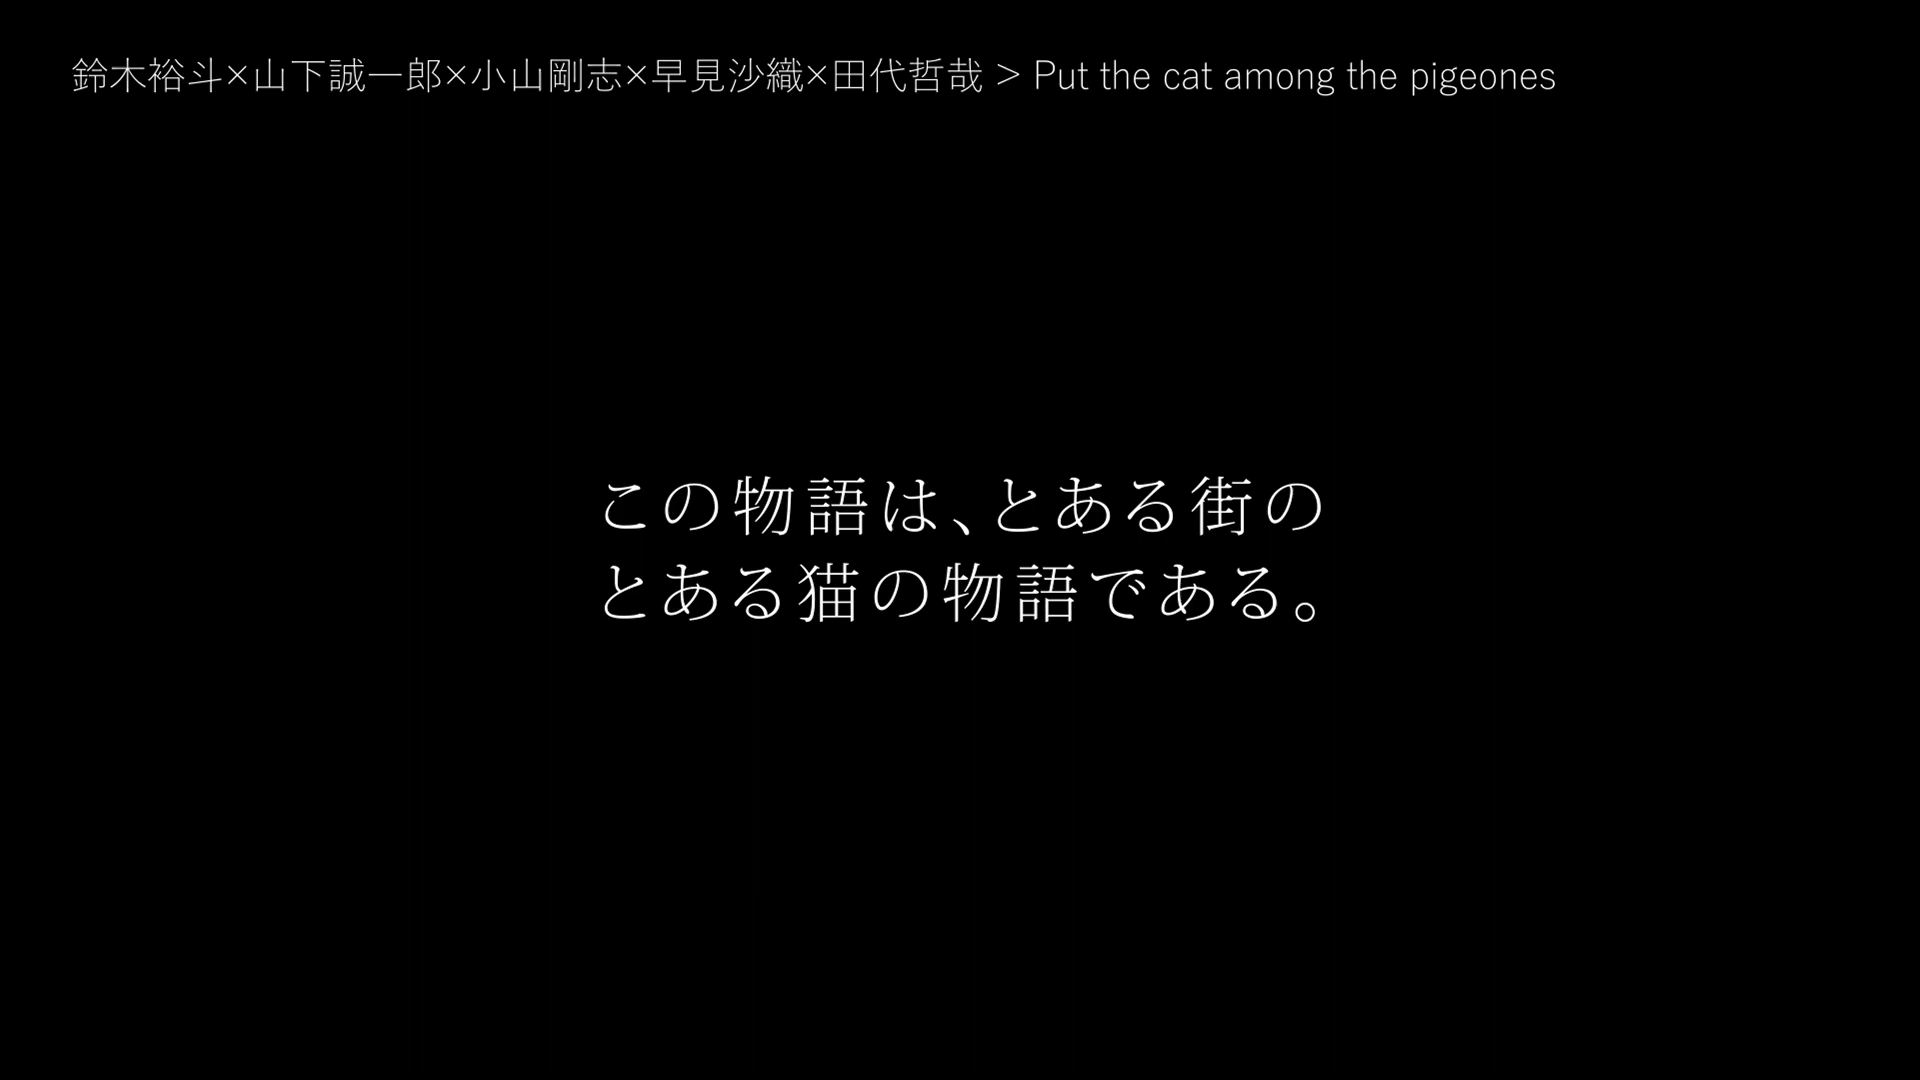 鈴木裕斗×山下誠一郎×小山剛志×早見沙織×田代哲哉 > Put the cat among the pigeones
この物語は、とある街の
とある猫の物語である。